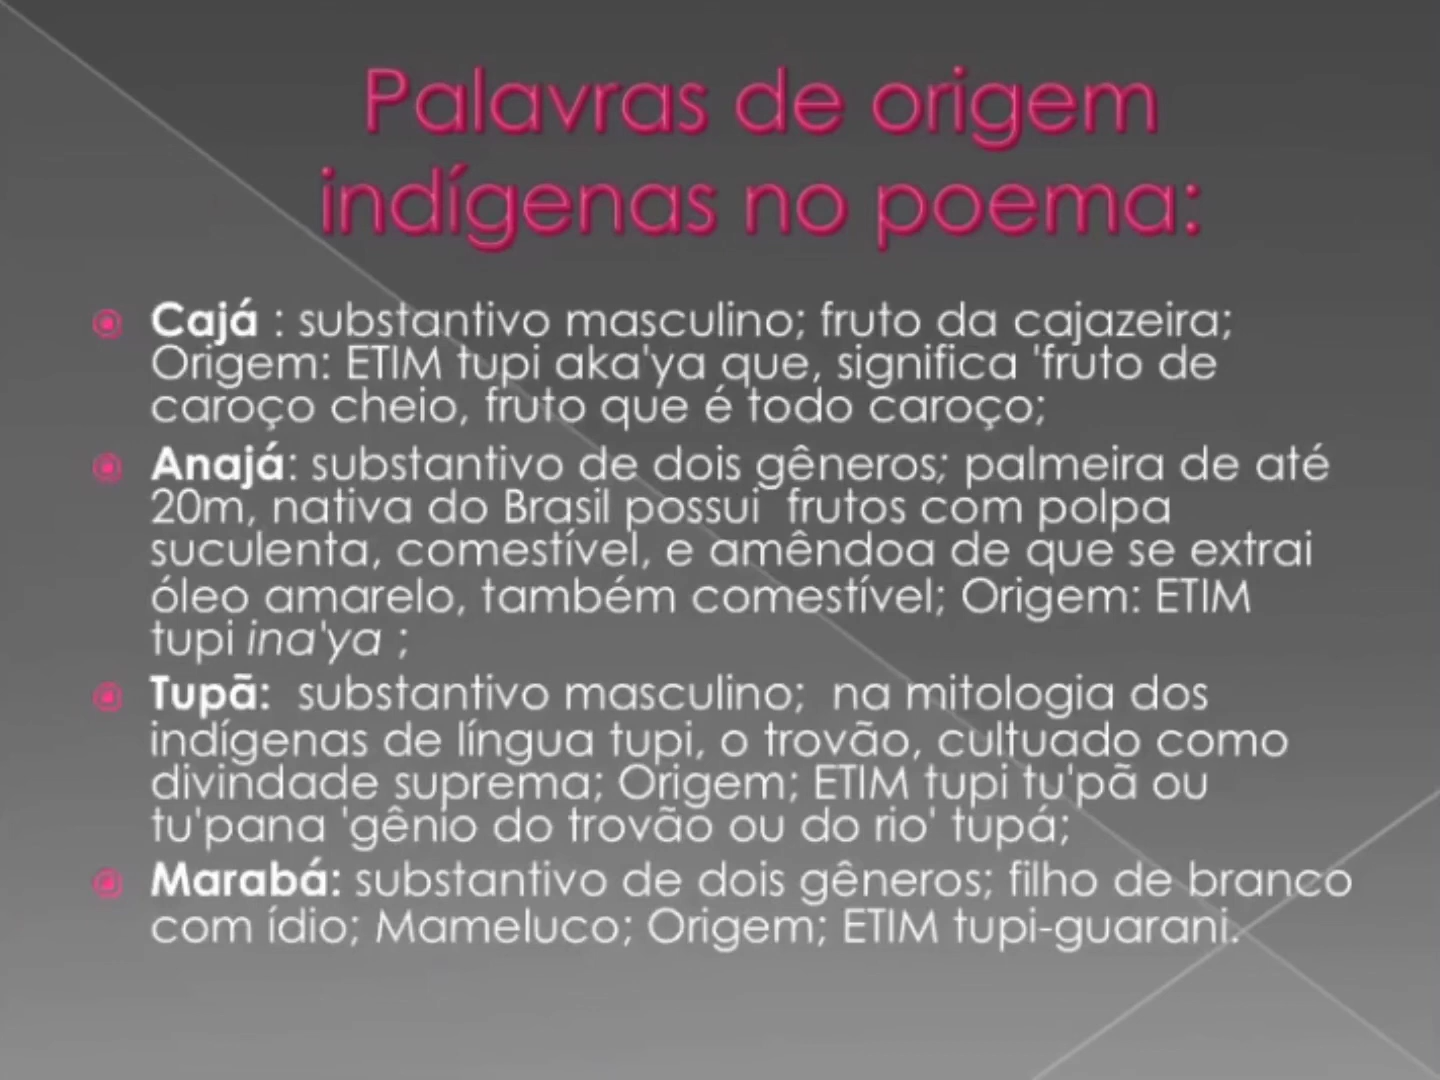 Palavras de origem
indígenas no poema:
Cajá : substantivo masculino; fruto da cajazeira;
Origem: ETIM tupi aka'ya que, significa 'fruto de
caroço cheio, fruto que é todo caroço;
Anajá: substantivo de dois gêneros; palmeira de até
20m, nativa do Brasil possui frutos com polpa
suculenta, comestível, e amêndoa de que se extrai
óleo amarelo, também comestível; Origem: ETIM
tupi ina'ya ;
Tupã: substantivo masculino; na mitologia dos
indígenas de língua tupi, o trovão, cultuado como
divindade suprema; Origem; ETIM tupi tu'pã ou
tu'pana 'gênio do trovão ou do rio' tupá;
Marabá: substantivo de dois gêneros; filho de branco
com ídio; Mameluco; Origem; ETIM tupi-guarani.